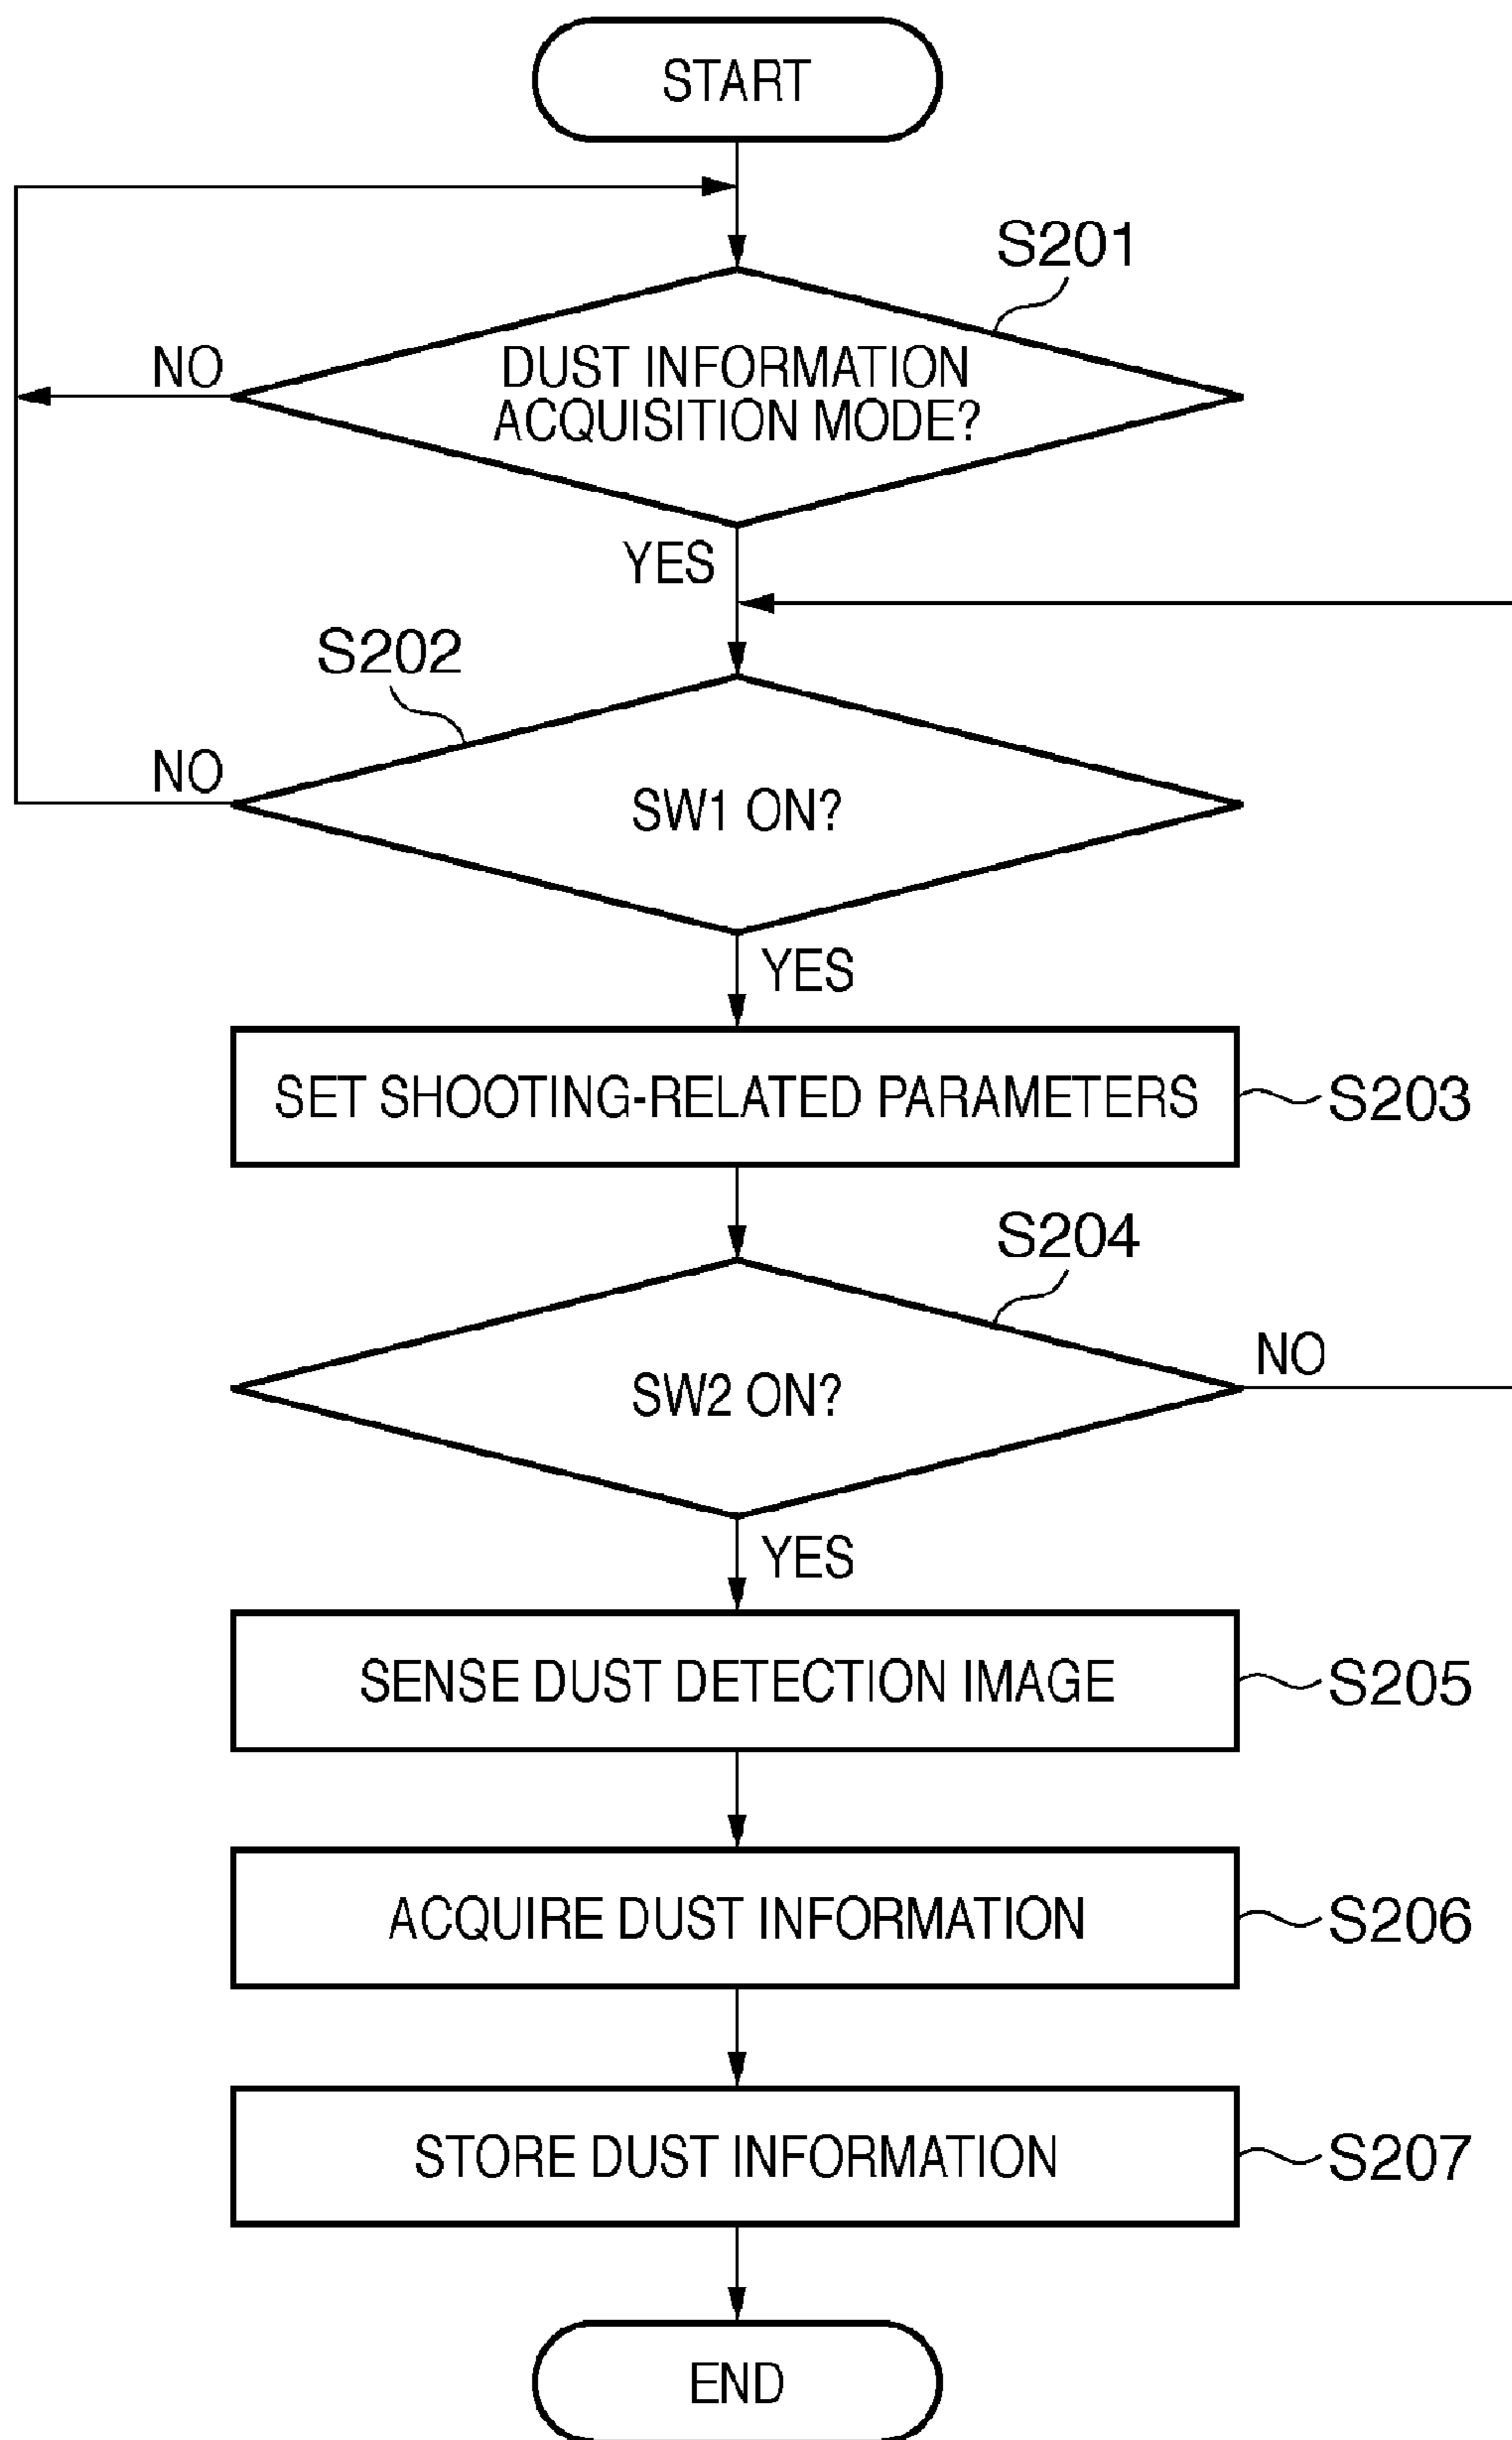 START
S201
NO
DUST INFORMATION
ACQUISITION MODE?
YES
S202
NO
SW1 ON?
YES
SET SHOOTING-RELATED PARAMETERS
S203
S204
NO
SW2 ON?
YES
SENSE DUST DETECTION IMAGE
S205
ACQUIRE DUST INFORMATION
S206
STORE DUST INFORMATION
S207
END